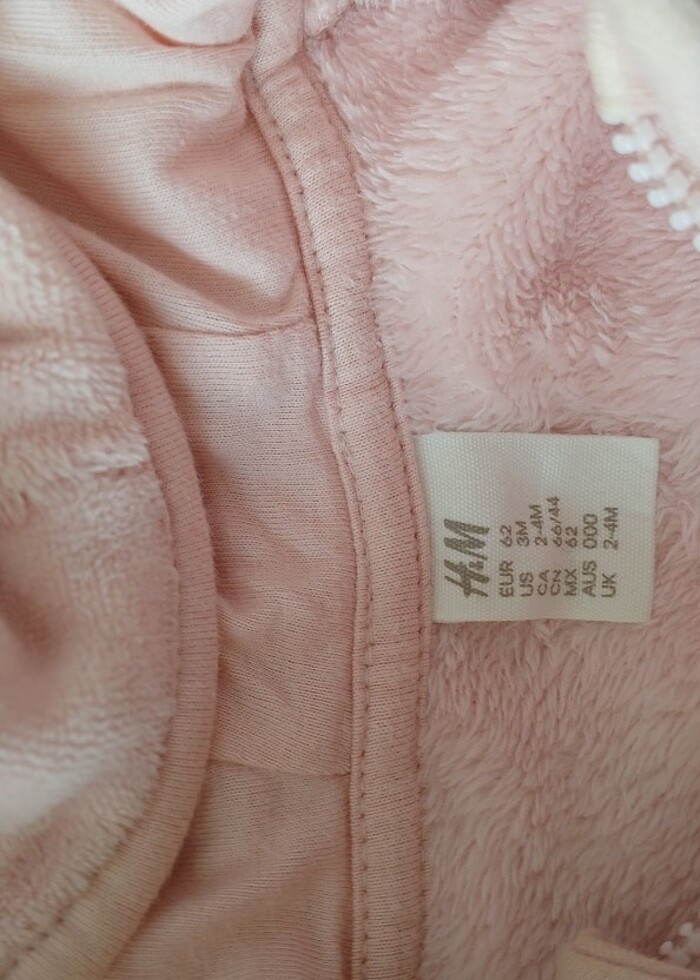 H&M
EUR 62
US 3M
CA 2-4M
CN 66/44
MX 62
AUS 000
UK 2-4M